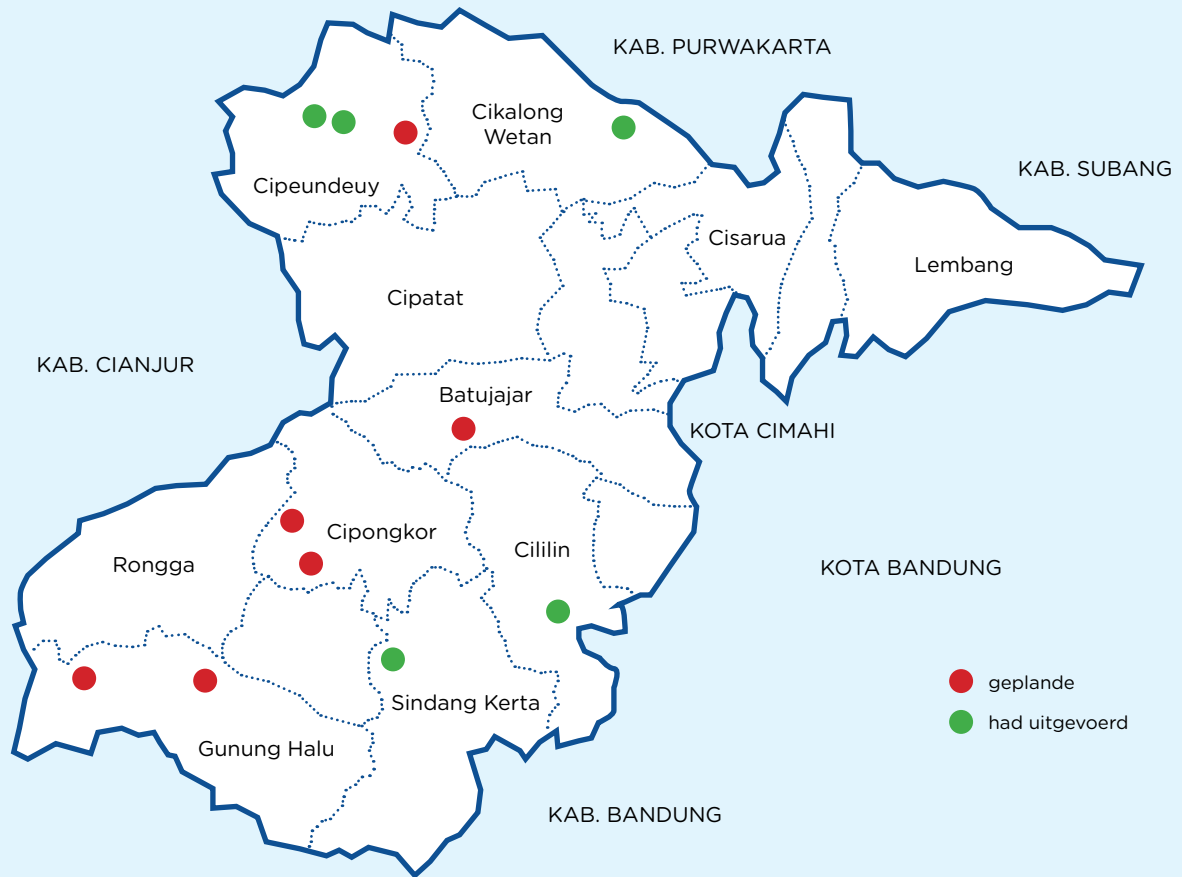 KAB. PURWAKARTA
Cikalong
Wetan
KAB. SUBANG
Cipeundeuy
Cisarua
Lembang
Cipatat
KAB. CIANJUR
Batujajar
KOTA CIMAHI
Cipongkor
Cililin
Rongga
KOTA BANDUNG
geplande
Sindang Kerta
had uitgevoerd
Gunung Halu
KAB. BANDUNG